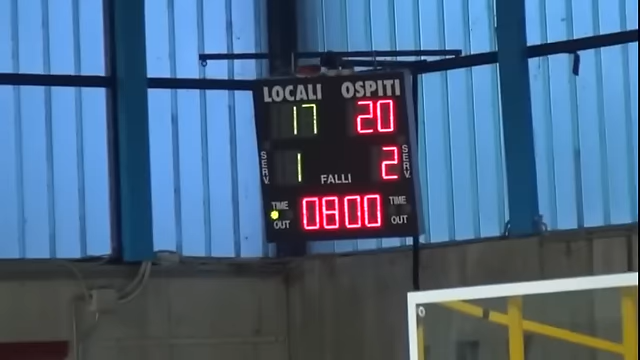 LOCALI OSPITI
17 20
SERV. 1 2 SERV.
FALLI
TIME OUT 0800 TIME OUT